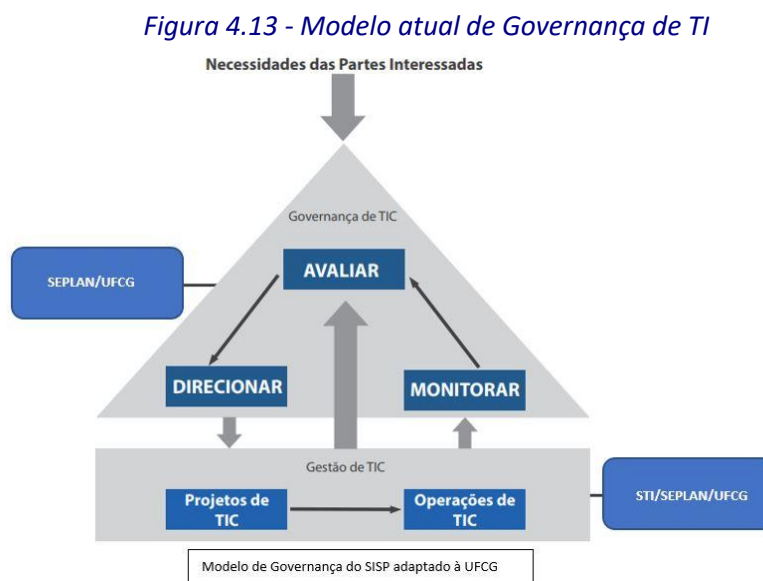 Figura 4.13 - Modelo atual de Governança de TI
Necessidades das Partes Interessadas
Governança de TIC
AVALIAR
SEPLAN/UFCG
DIRECIONAR
MONITORAR
Gestão de TIC
Projetos de
TIC
Operações de
TIC
STI/SEPLAN/UFCG
Modelo de Governança do SISP adaptado à UFCG